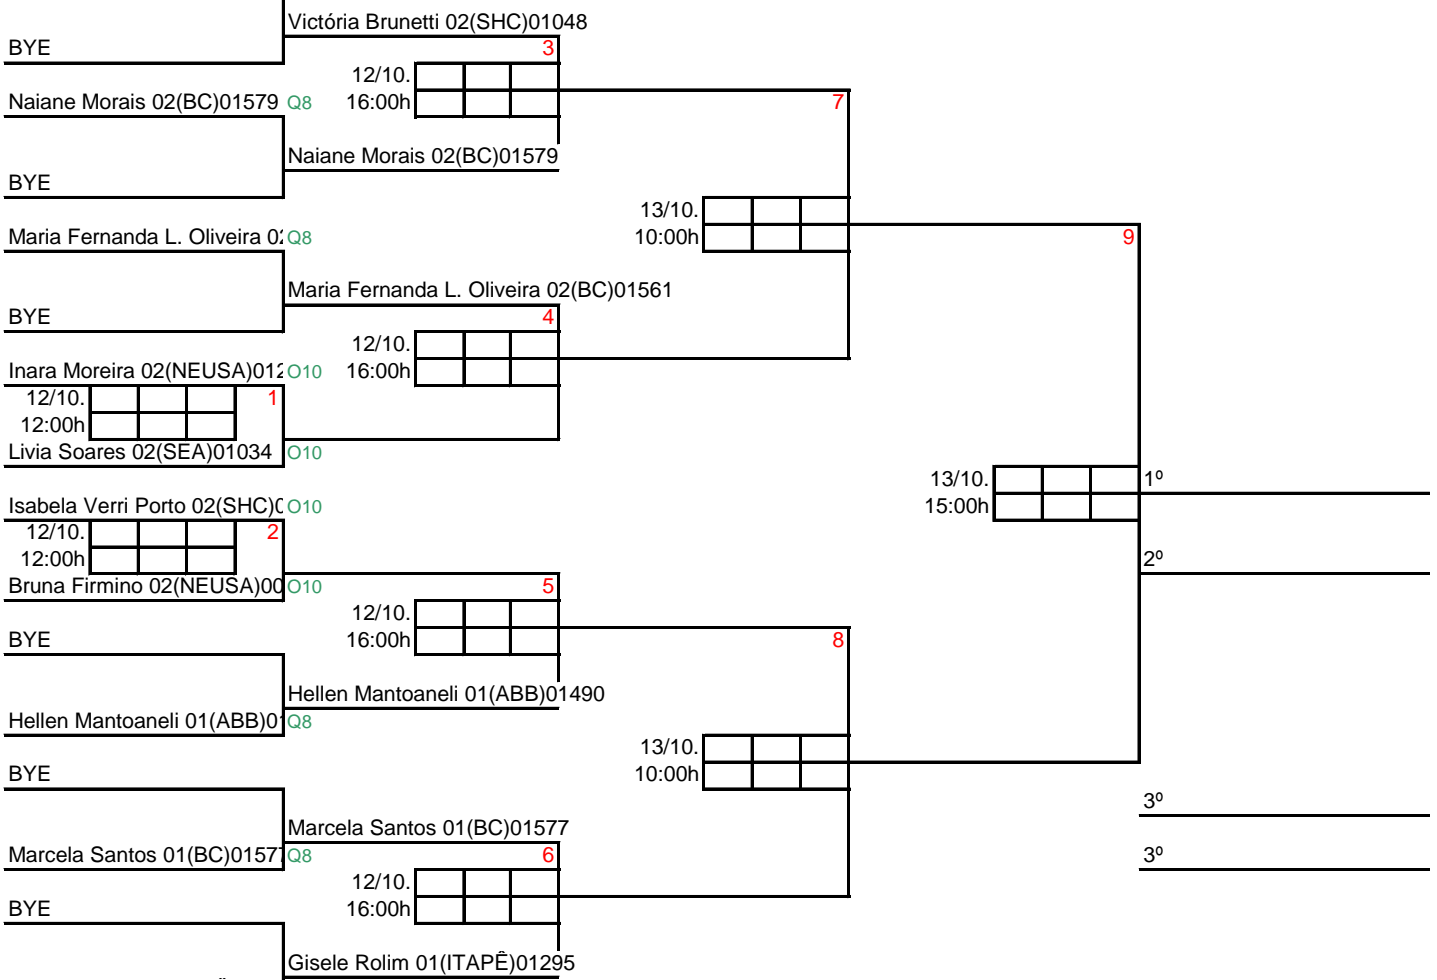 Victória Brunetti 02(SHC)01048
BYE
3
12/10.
16:00h
Naiane Morais 02(BC)01579 Q8
7
Naiane Morais 02(BC)01579
BYE
13/10.
10:00h
Maria Fernanda L. Oliveira 02 Q8
9
Maria Fernanda L. Oliveira 02(BC)01561
BYE
4
12/10.
16:00h
Inara Moreira 02(NEUSA)012 O10
12/10.
12:00h
1
Livia Soares 02(SEA)01034 O10
13/10.
15:00h
1º
Isabela Verri Porto 02(SHC)0 O10
12/10.
12:00h
2
2º
Bruna Firmino 02(NEUSA)00 O10
5
12/10.
16:00h
BYE
8
Hellen Mantoaneli 01(ABB)01490
Hellen Mantoaneli 01(ABB)01 Q8
13/10.
10:00h
BYE
3º
Marcela Santos 01(BC)01577
Marcela Santos 01(BC)01577 Q8
6
3º
12/10.
16:00h
BYE
Gisele Rolim 01(ITAPÊ)01295